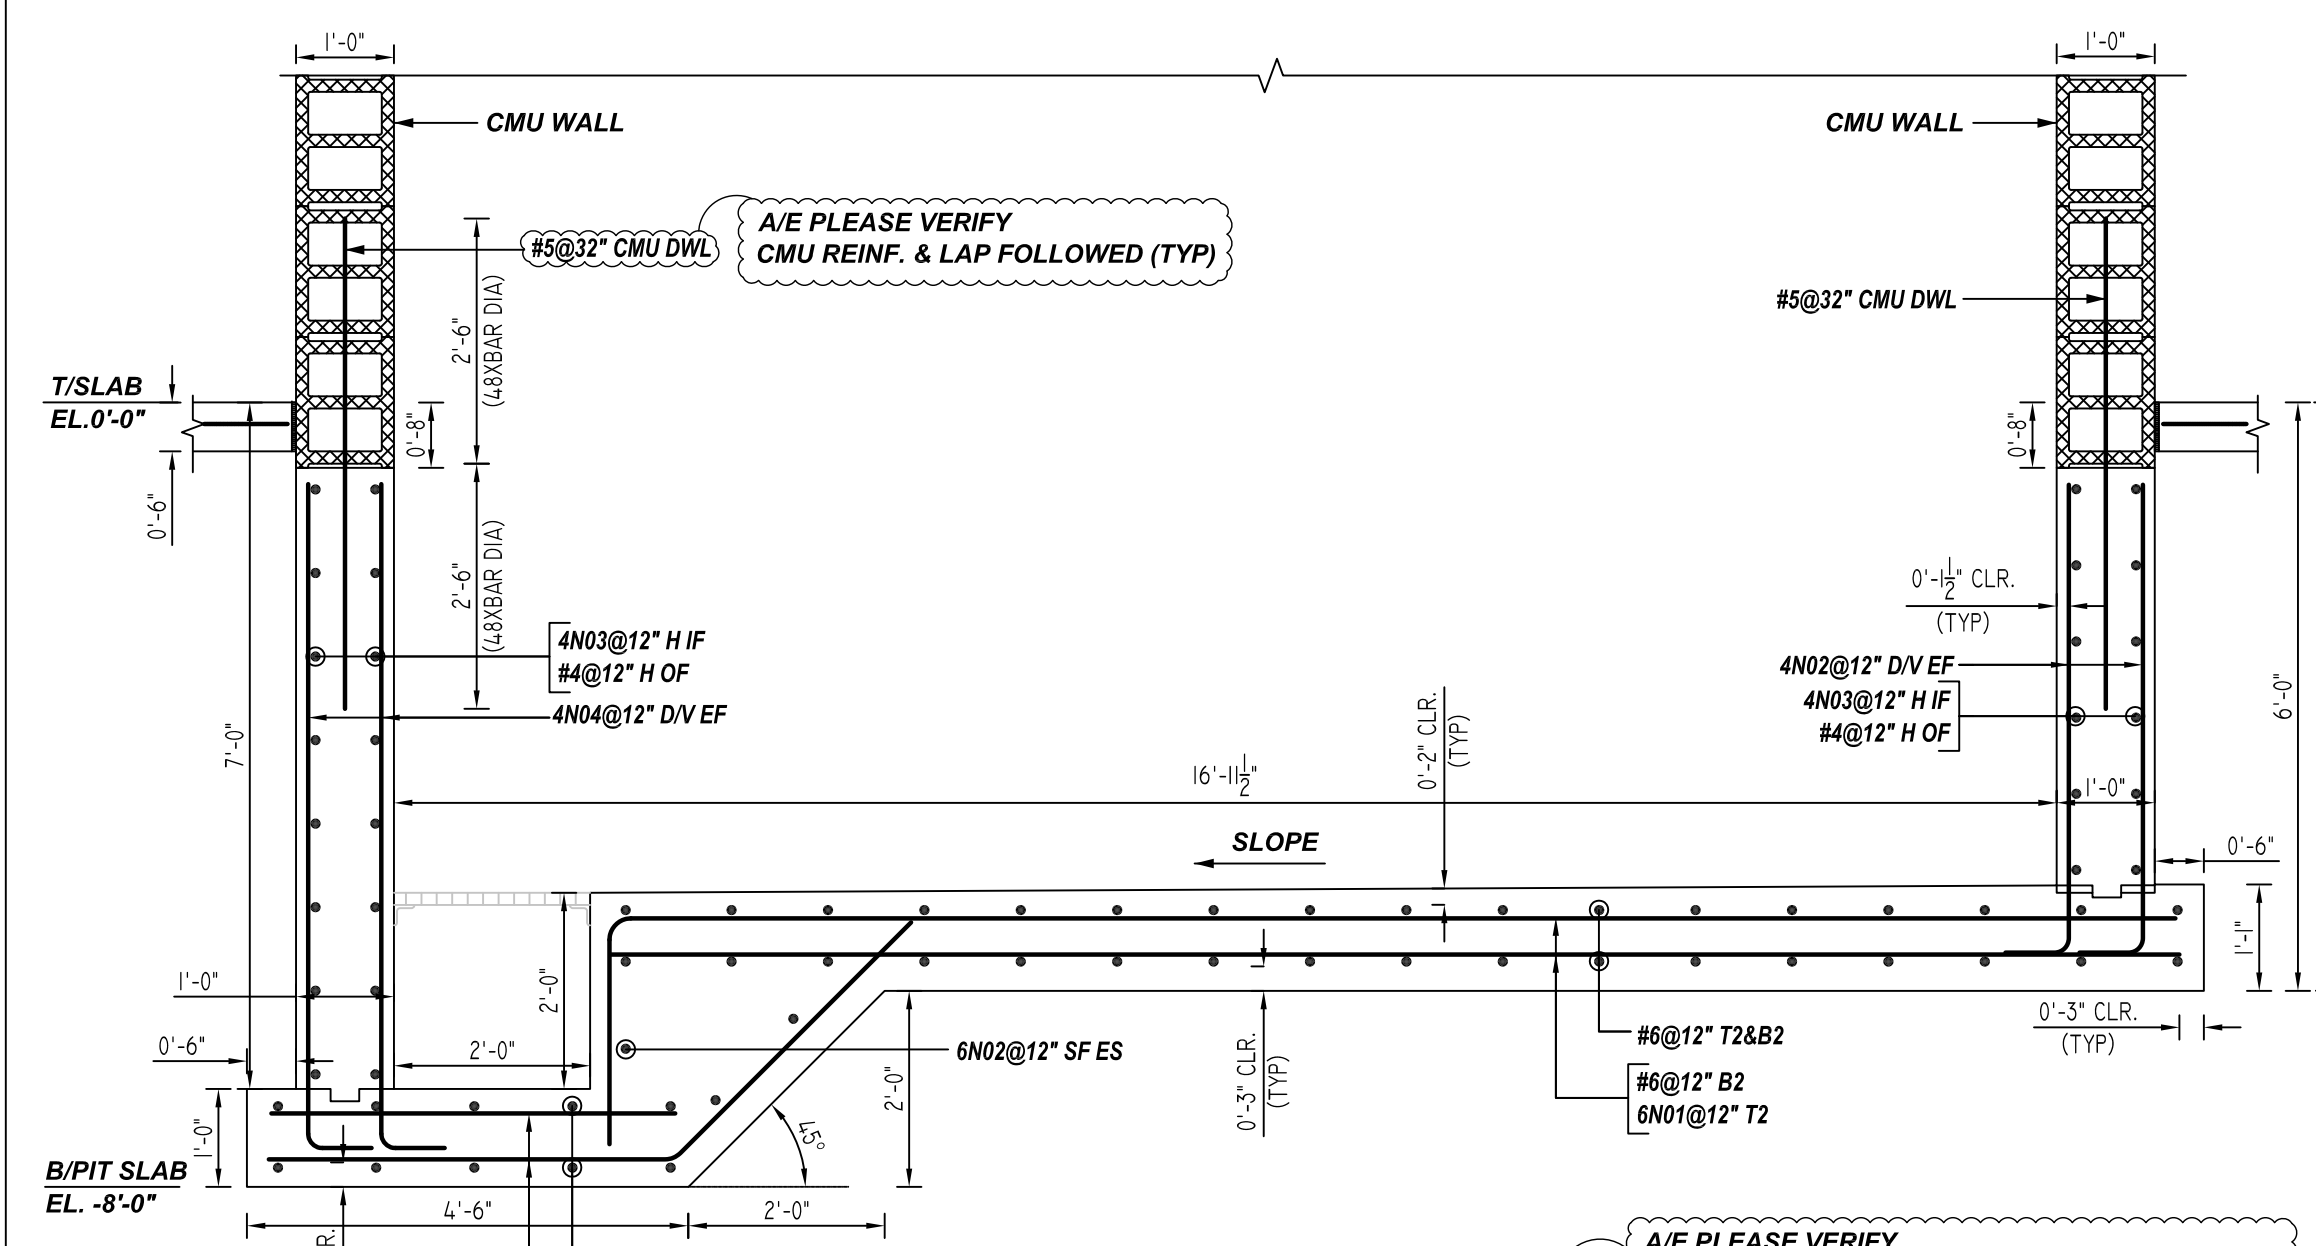 1'-0"
1'-0"
CMU WALL
CMU WALL
A/E PLEASE VERIFY
CMU REINF. & LAP FOLLOWED (TYP)
#5@32" CMU DWL
#5@32" CMU DWL
2'-6"
(48XBAR DIA)
T/SLAB
EL.0'-0"
0'-8"
0'-8"
0'-6"
2'-6"
(48XBAR DIA)
0'-1 1/2" CLR.
(TYP)
4N03@12" H IF
#4@12" H OF
4N04@12" D/V EF
4N02@12" D/V EF
4N03@12" H IF
#4@12" H OF
7'-0"
6'-0"
0'-2" CLR.
(TYP)
16'-11 1/2"
1'-0"
SLOPE
0'-6"
1'-1"
1'-0"
2'-0"
0'-3" CLR.
(TYP)
0'-6"
2'-0"
6N02@12" SF ES
#6@12" T2&B2
#6@12" B2
6N01@12" T2
2'-0"
0'-3" CLR.
(TYP)
1'-0"
45°
B/PIT SLAB
EL. -8'-0"
4'-6"
2'-0"
R.
A/E PLEASE VERIFY